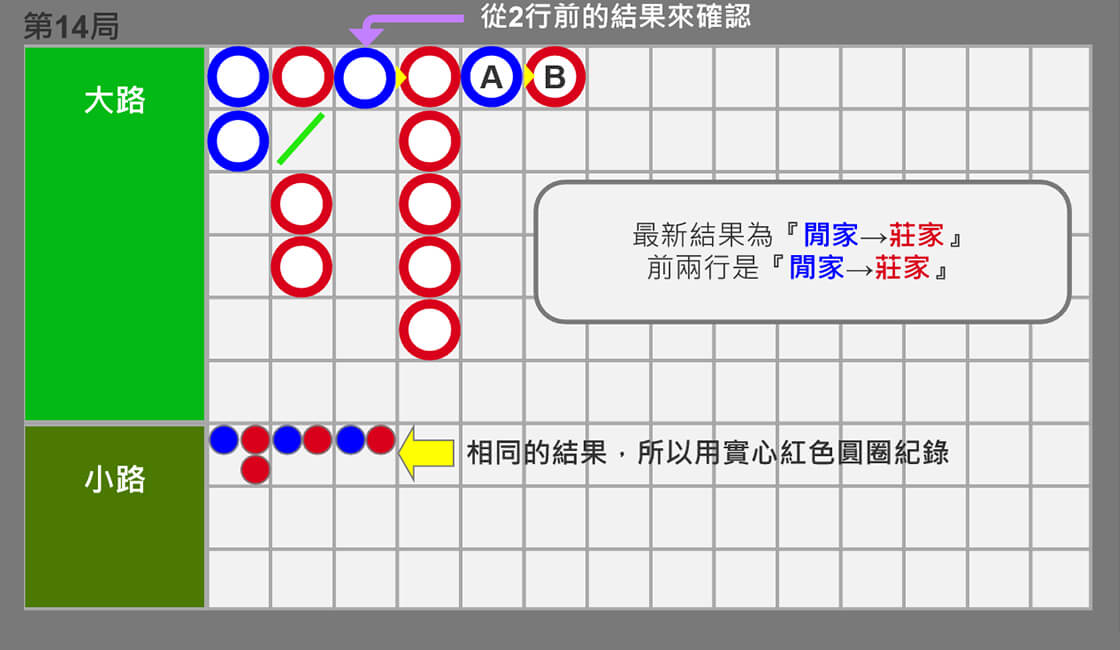 第14局
從2行前的結果來確認
大路
A
B
最新結果為『閒家→莊家』
前兩行是『閒家→莊家』
小路
相同的結果，所以用實心紅色圓圈紀錄